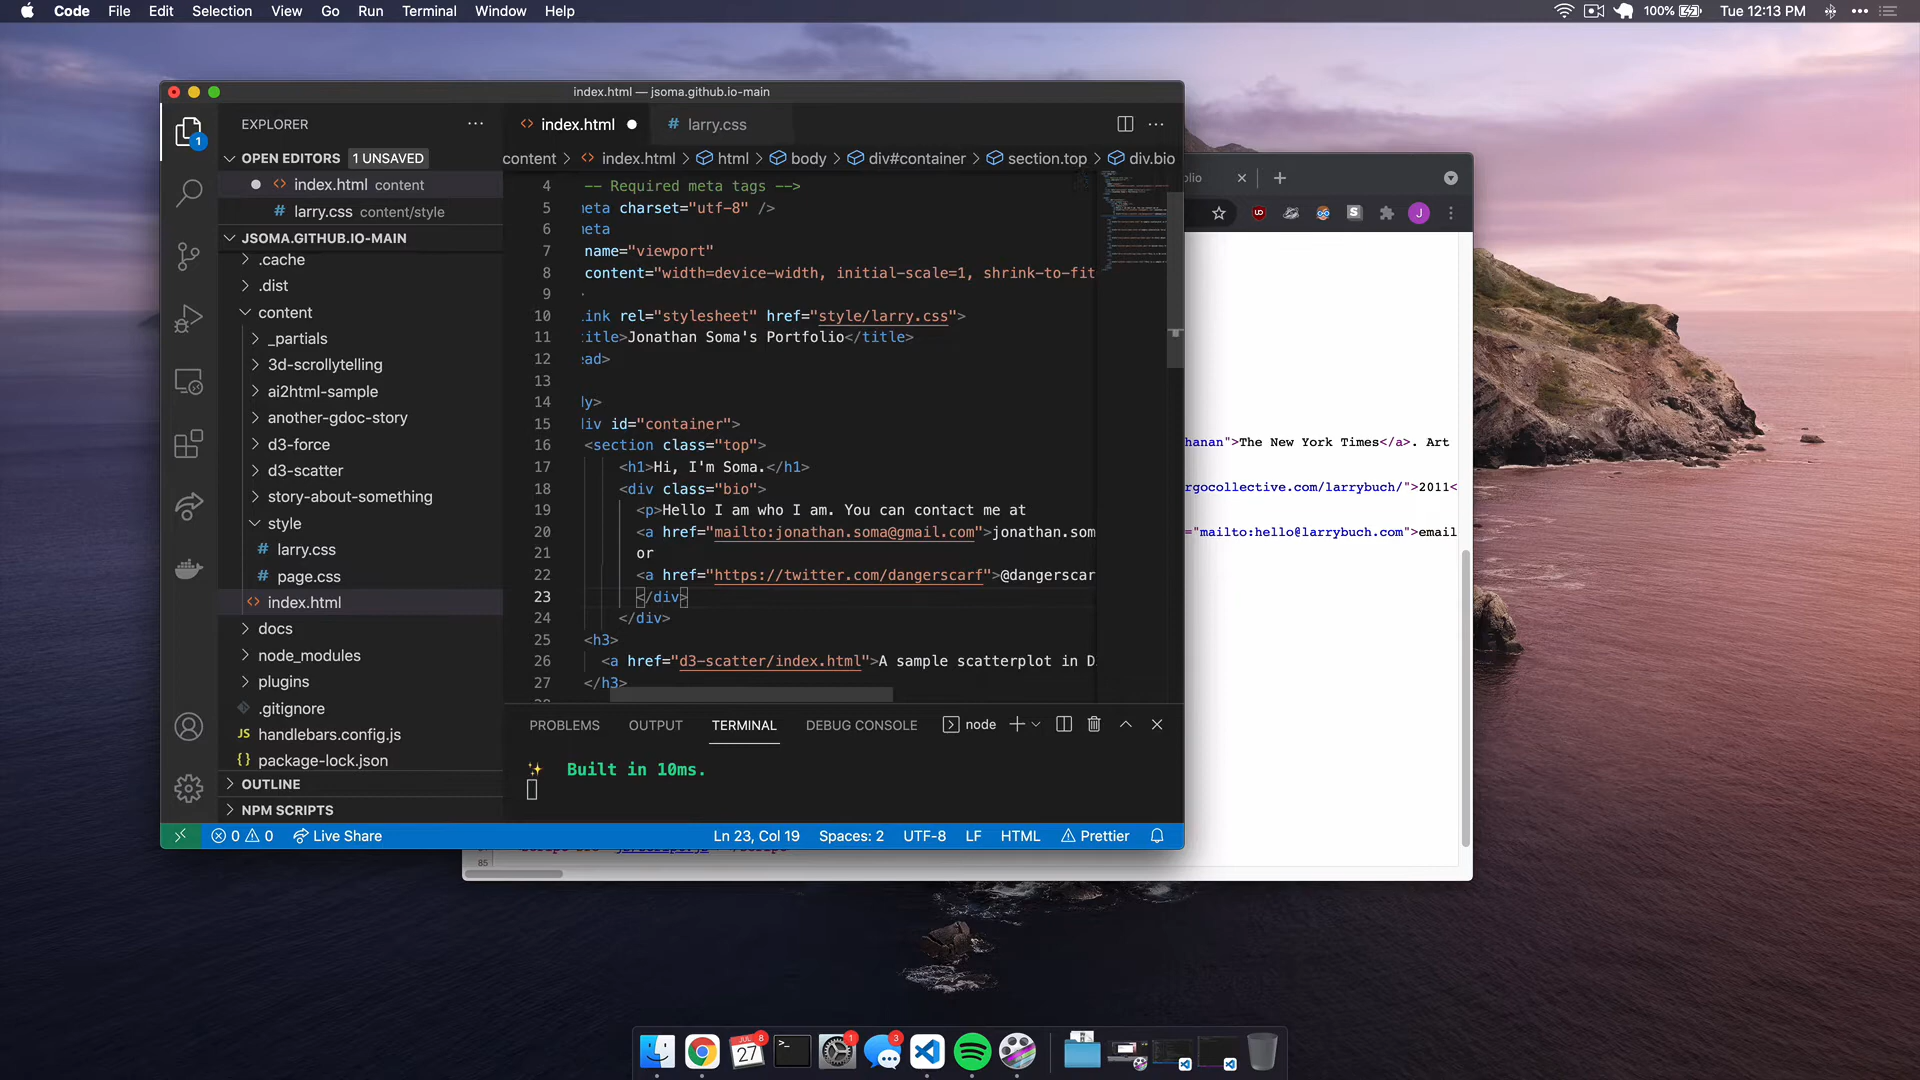 Code File Edit Selection View Go Run Terminal Window Help
100% Tue 12:13 PM
index.html — jsoma.github.io-main
EXPLORER
OPEN EDITORS 1 UNSAVED
index.html content
larry.css content/style
JSOMA.GITHUB.IO-MAIN
.cache
.dist
content
_partials
3d-scrollytelling
ai2html-sample
another-gdoc-story
d3-force
d3-scatter
story-about-something
style
larry.css
page.css
index.html
docs
node_modules
plugins
.gitignore
JS handlebars.config.js
{} package-lock.json
OUTLINE
NPM SCRIPTS
1
index.html
# larry.css
content > index.html > html > body > div#container > section.top > div.bio
4 -- Required meta tags -->
5 eta charset="utf-8" />
6 eta
7 name="viewport"
8 content="width=device-width, initial-scale=1, shrink-to-fit
9
10 ink rel="stylesheet" href="style/larry.css">
11 itle>Jonathan Soma's Portfolio</title>
12 ead>
13
14 dy>
15 iv id="container">
16 <section class="top">
17 <h1>Hi, I'm Soma.</h1>
18 <div class="bio">
19 <p>Hello I am who I am. You can contact me at
20 <a href="mailto:jonathan.soma@gmail.com">jonathan.som
21 or
22 <a href="https://twitter.com/dangerscarf">@dangerscar
23 </div>
24 </div>
25 <h3>
26 <a href="d3-scatter/index.html">A sample scatterplot in D
27 </h3>
PROBLEMS OUTPUT TERMINAL DEBUG CONSOLE node
Built in 10ms.
0 0 Live Share Ln 23, Col 19 Spaces: 2 UTF-8 LF HTML Prettier
olio
J
hanan">The New York Times</a>. Art
rgocollective.com/larrybuch/">2011<
="mailto:hello@larrybuch.com">email
85
JUL
27
8
1
3